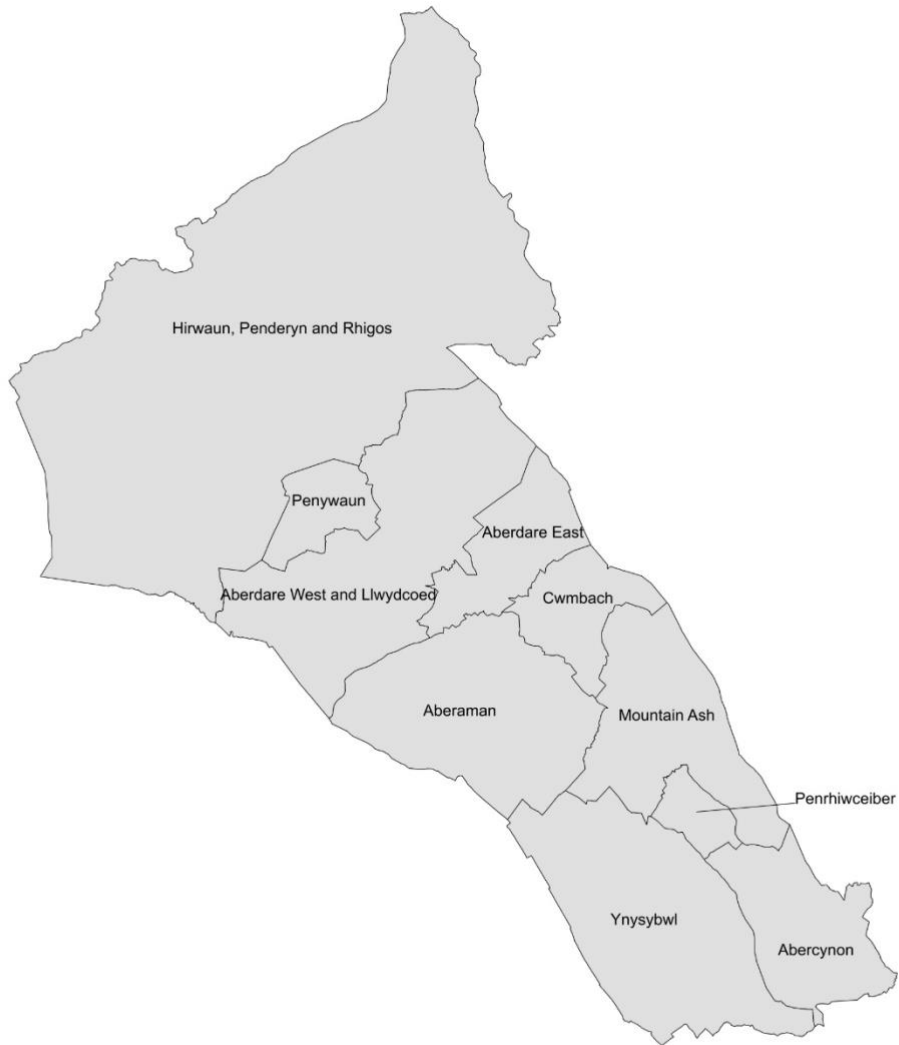 Hirwaun, Penderyn and Rhigos
Penywaun
Aberdare East
Aberdare West and Llwydcoed
Cwmbach
Aberaman
Mountain Ash
Penrhiwceiber
Ynysybwl
Abercynon